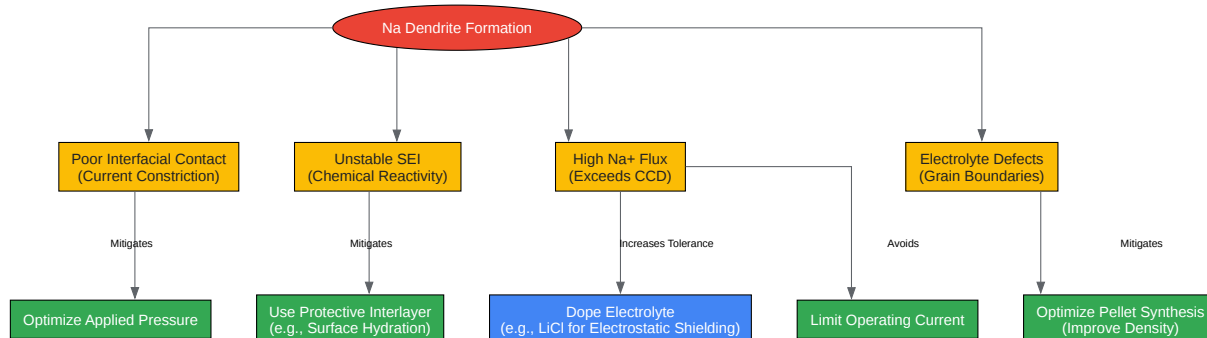 Na Dendrite Formation
Poor Interfacial Contact
(Current Constriction)
Unstable SEI
(Chemical Reactivity)
High Na+ Flux
(Exceeds CCD)
Electrolyte Defects
(Grain Boundaries)
Mitigates
Mitigates
Increases Tolerance
Avoids
Mitigates
Optimize Applied Pressure
Use Protective Interlayer
(e.g., Surface Hydration)
Dope Electrolyte
(e.g., LiCl for Electrostatic Shielding)
Limit Operating Current
Optimize Pellet Synthesis
(Improve Density)